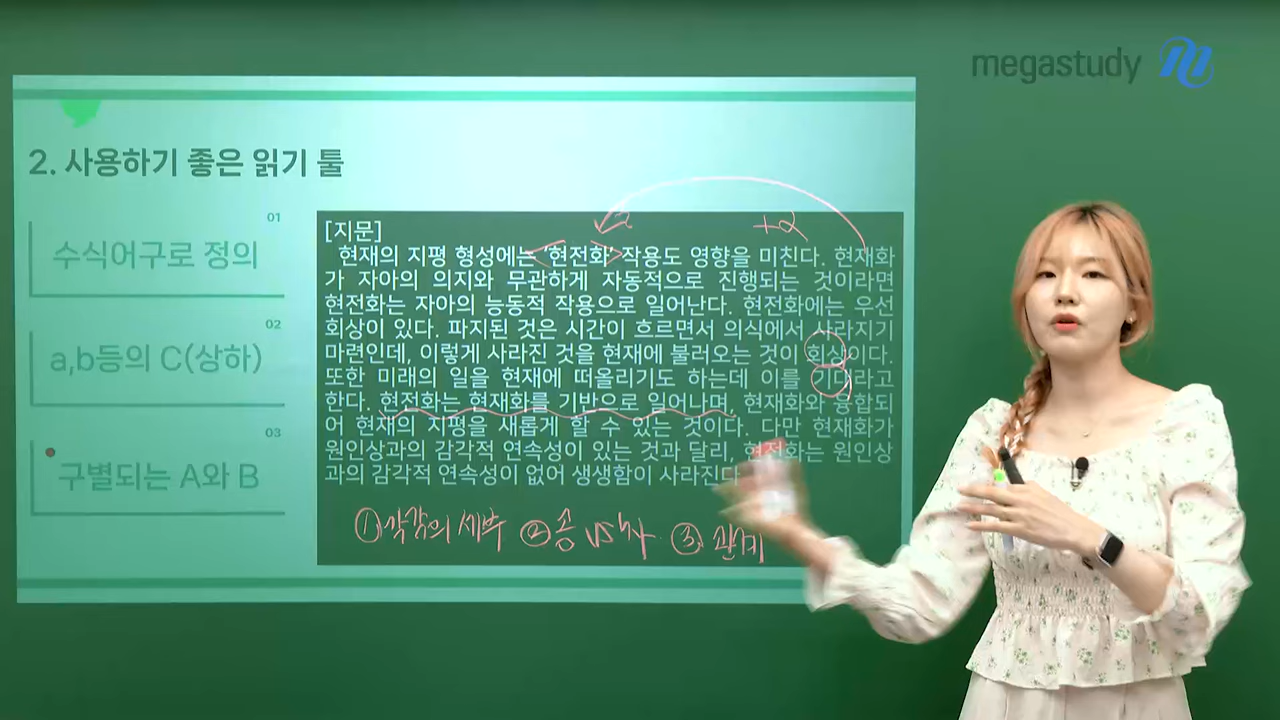 megastudy
2. 사용하기 좋은 읽기 툴
01
수식어구로 정의
02
a,b등의 C(상하)
03
구별되는 A와 B
2
+2
[지문]
현재의 지평 형성에는 '현전화' 작용도 영향을 미친다. 현재화
가 자아의 의지와 무관하게 자동적으로 진행되는 것이라면
현전화는 자아의 능동적 작용으로 일어난다. 현전화에는 우선
회상이 있다. 파지된 것은 시간이 흐르면서 의식에서 사라지기
마련인데, 이렇게 사라진 것을 현재에 불러오는 것이 회상이다.
또한 미래의 일을 현재에 떠올리기도 하는데 이를 기대라고
한다. 현전화는 현재화를 기반으로 일어나며, 현재화와 융합되
어 현재의 지평을 새롭게 할 수 있는 것이다. 다만 현재화가
원인상과의 감각적 연속성이 있는 것과 달리, 현전화는 원인상
과의 감각적 연속성이 없어 생생함이 사라진다
①각각의 세부 ②공 vs 차 ③ 관계